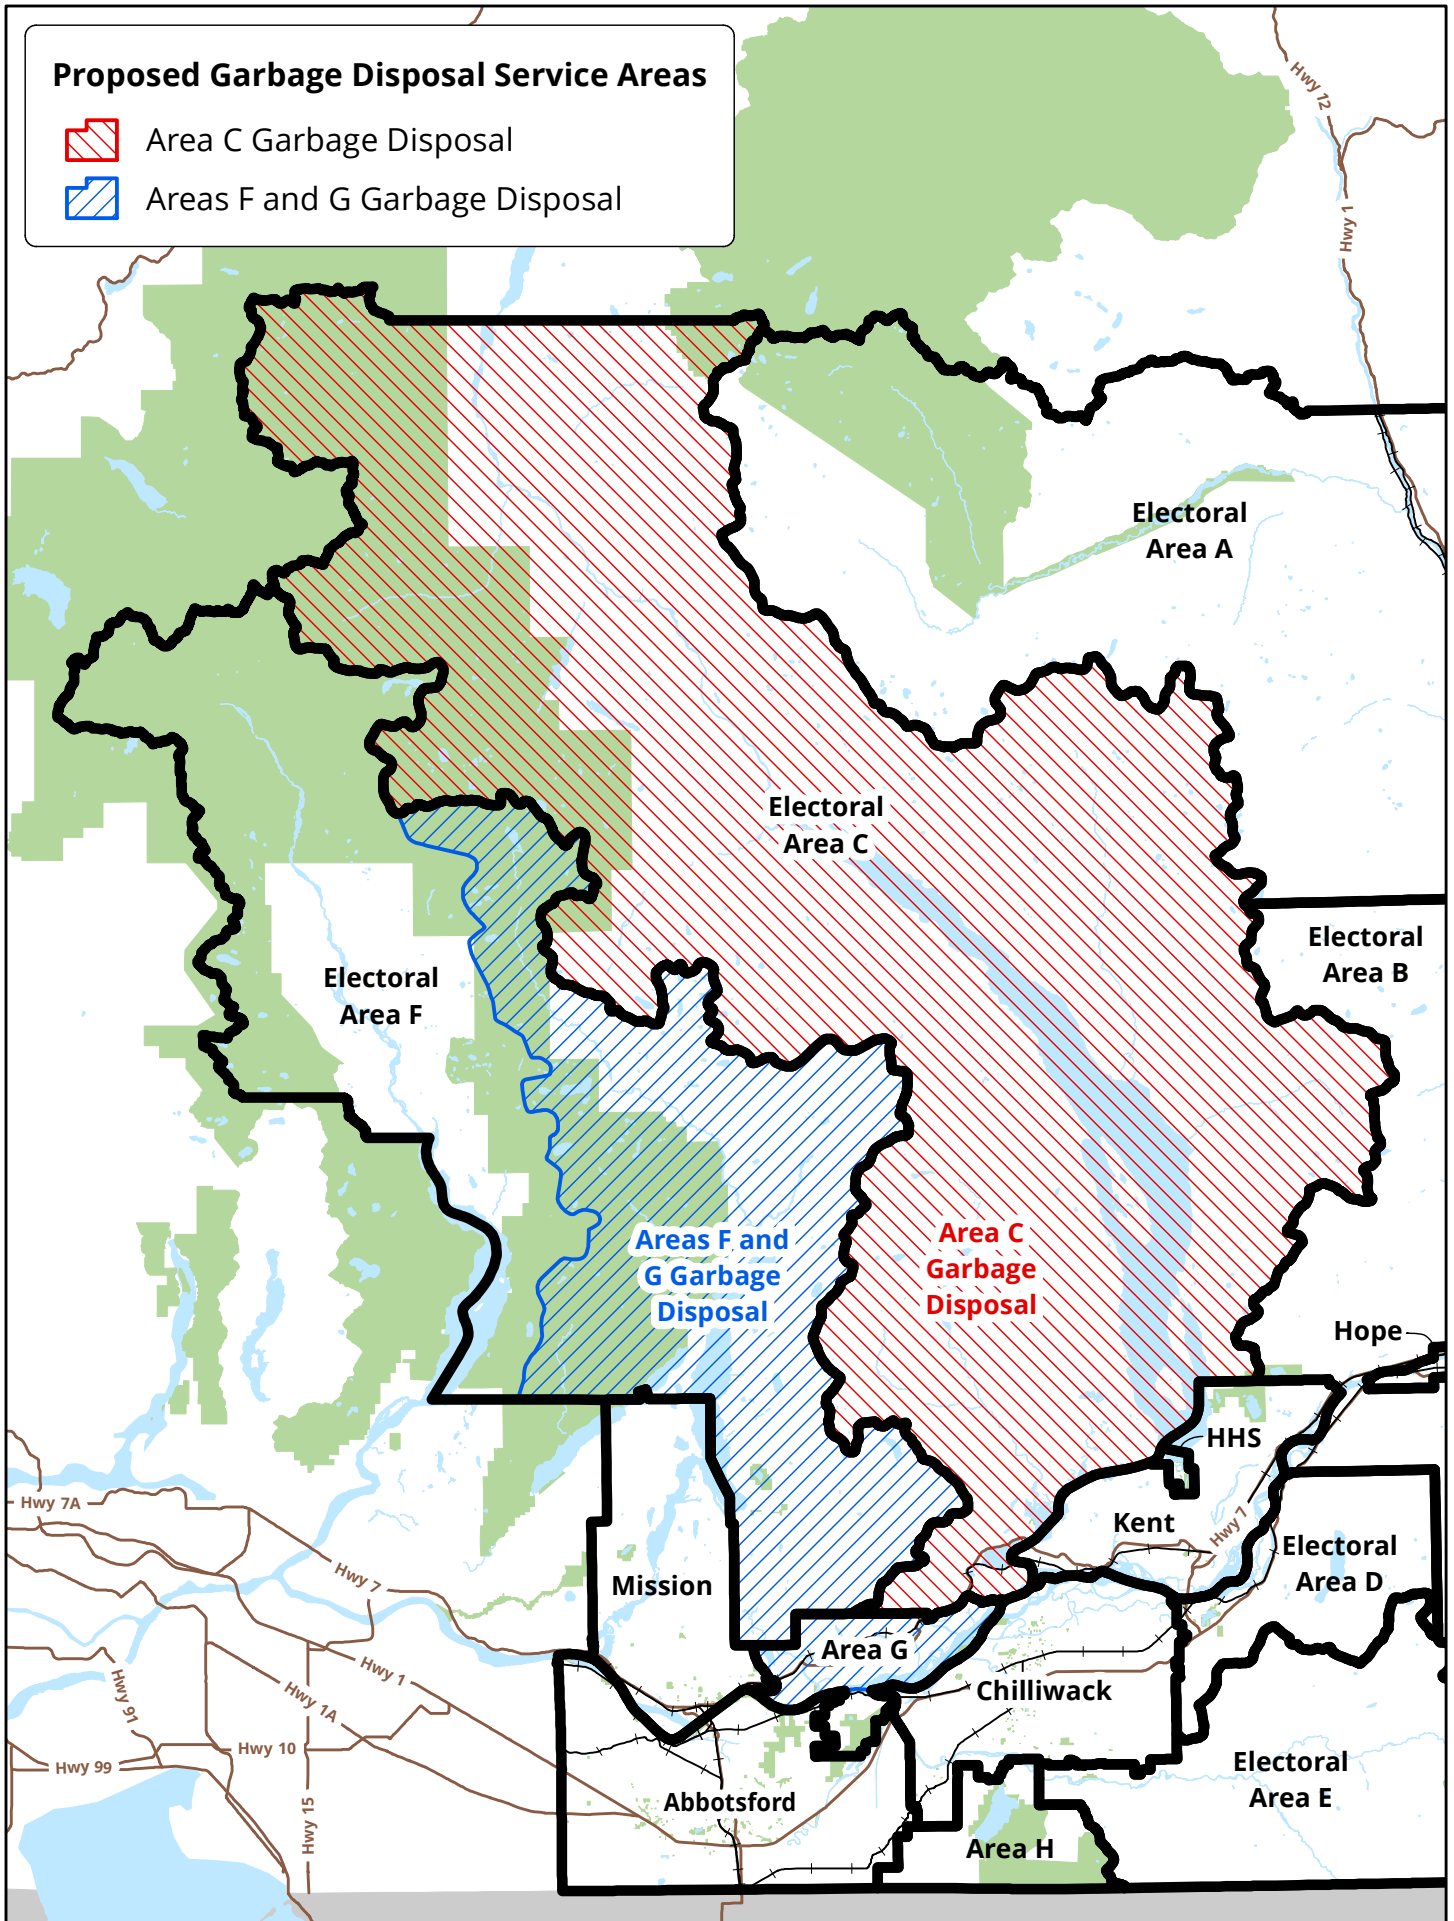 Proposed Garbage Disposal Service Areas
Area C Garbage Disposal
Areas F and G Garbage Disposal
Hwy 12
Hwy 1
Electoral
Area A
Electoral
Area C
Electoral
Area B
Electoral
Area F
Areas F and
G Garbage
Disposal
Area C
Garbage
Disposal
Hope
HHS
Hwy 7A
Kent
Hwy 7
Electoral
Area D
Hwy 7
Mission
Area G
Hwy 1
Hwy 91
Hwy 1A
Chilliwack
Hwy 10
Hwy 99
Electoral
Area E
Abbotsford
Hwy 15
Area H